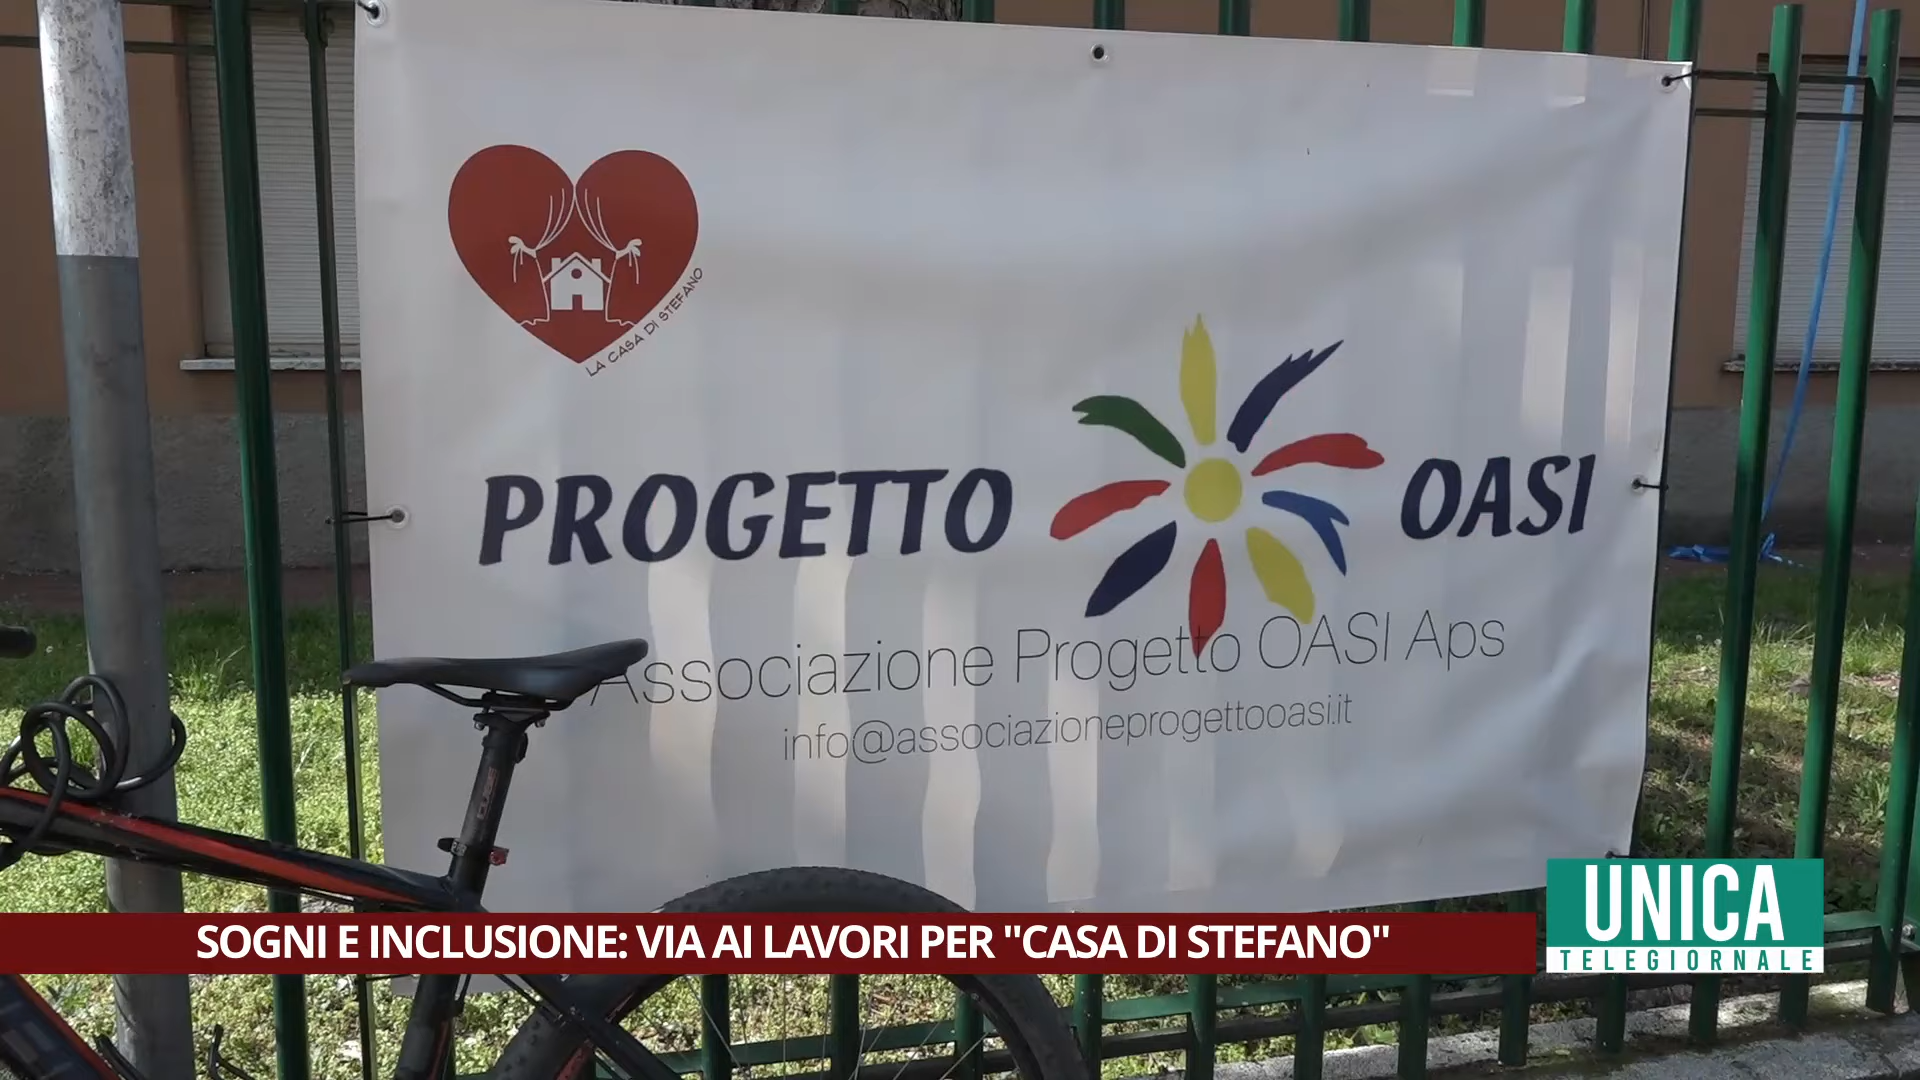 LA CASA DI STEFANO
PROGETTO OASI
Associazione Progetto OASI Aps
info@associazioneprogettooasi.it
SOGNI E INCLUSIONE: VIA AI LAVORI PER "CASA DI STEFANO"
UNICA
TELEGIORNALE